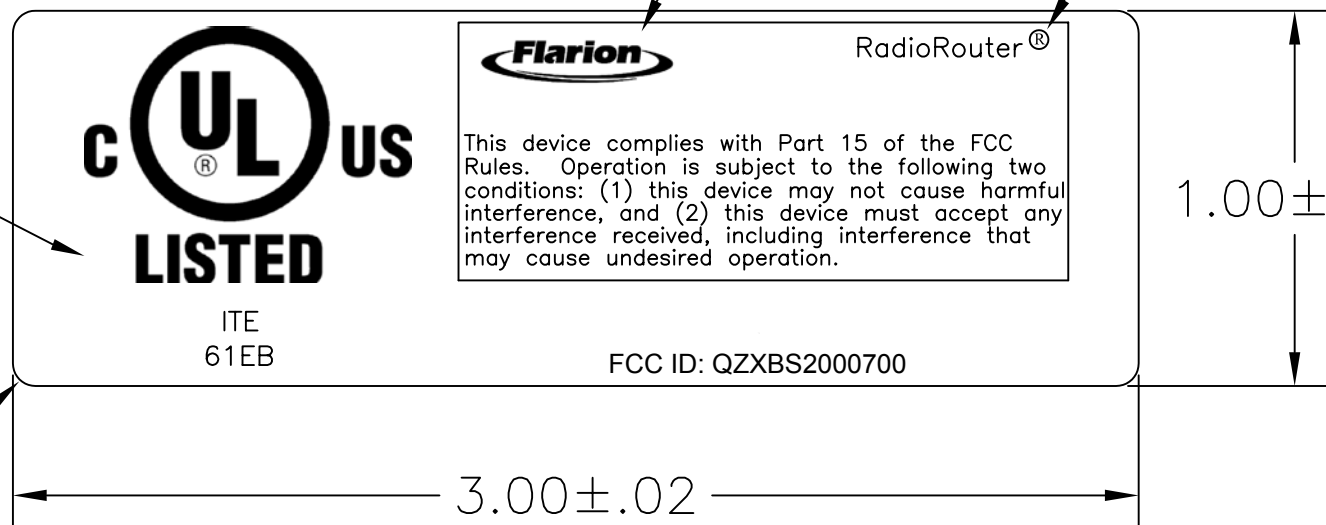 C UL ® US
LISTED
ITE
61EB
Flarion
RadioRouter®
This device complies with Part 15 of the FCC
Rules. Operation is subject to the following two
conditions: (1) this device may not cause harmful
interference, and (2) this device must accept any
interference received, including interference that
may cause undesired operation.
FCC ID: QZXBS2000700
1.00±
3.00±.02